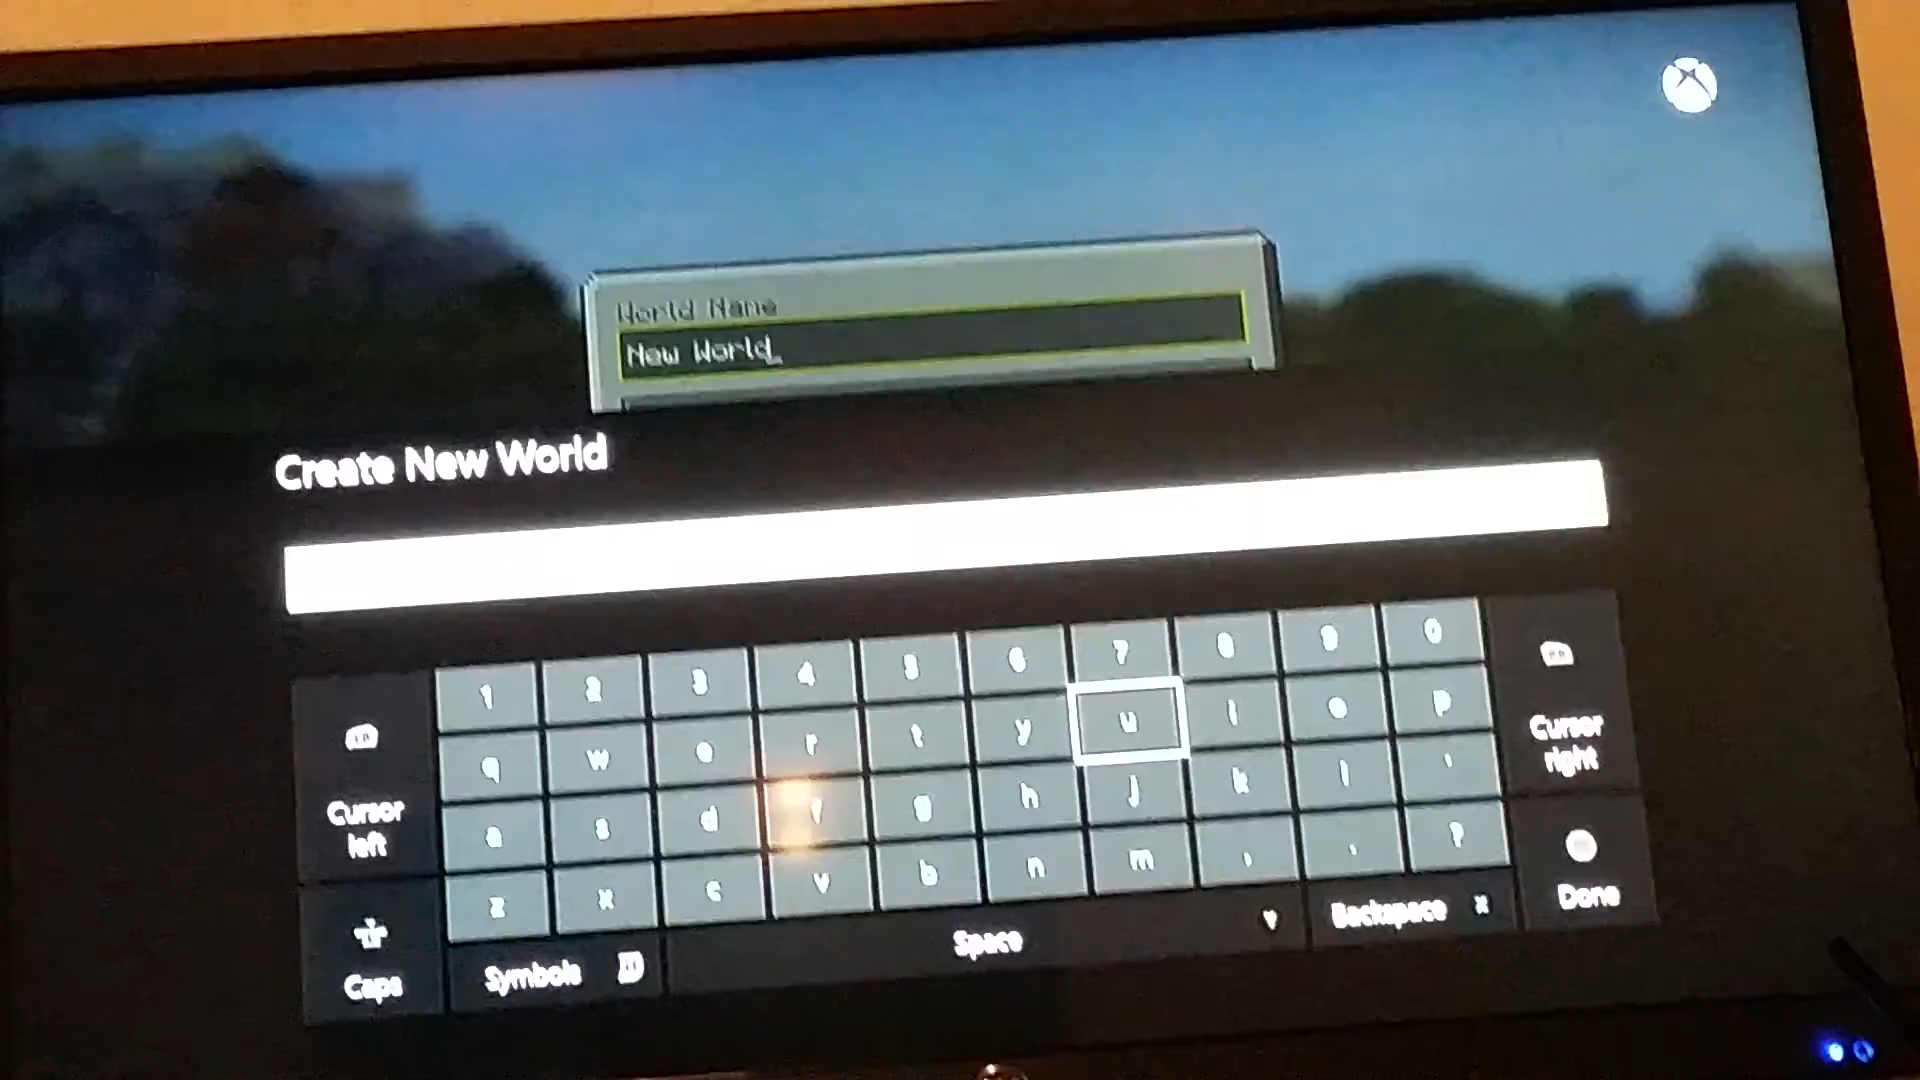 World Name
New World_
Create New World
1 2 3 4 5 6 7 8 9 0
q w e r t y u i o p
a s d f g h j k l '
z x c v b n m , . ?
Cursor left
Cursor right
Caps
Symbols
Space Y
Backspace X
Done